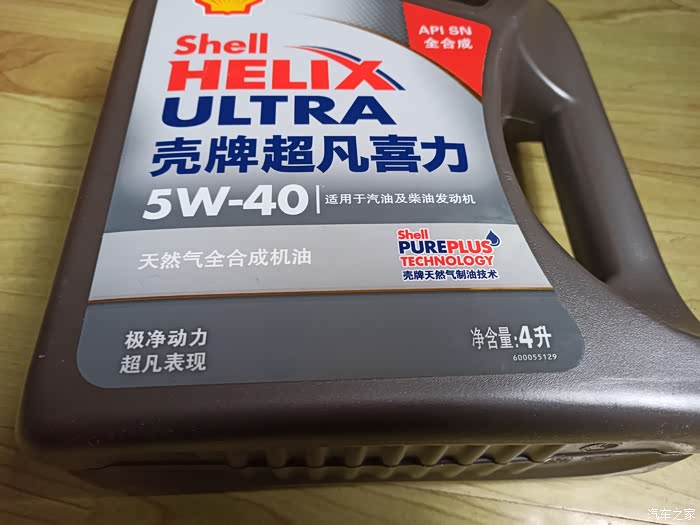 API SN
全合成
Shell
HELIX
ULTRA
壳牌超凡喜力
5W-40
适用于汽油及柴油发动机
天然气全合成机油
Shell
PUREPLUS
TECHNOLOGY
壳牌天然气制油技术
极净动力
超凡表现
净含量:4升
600055129
汽车之家